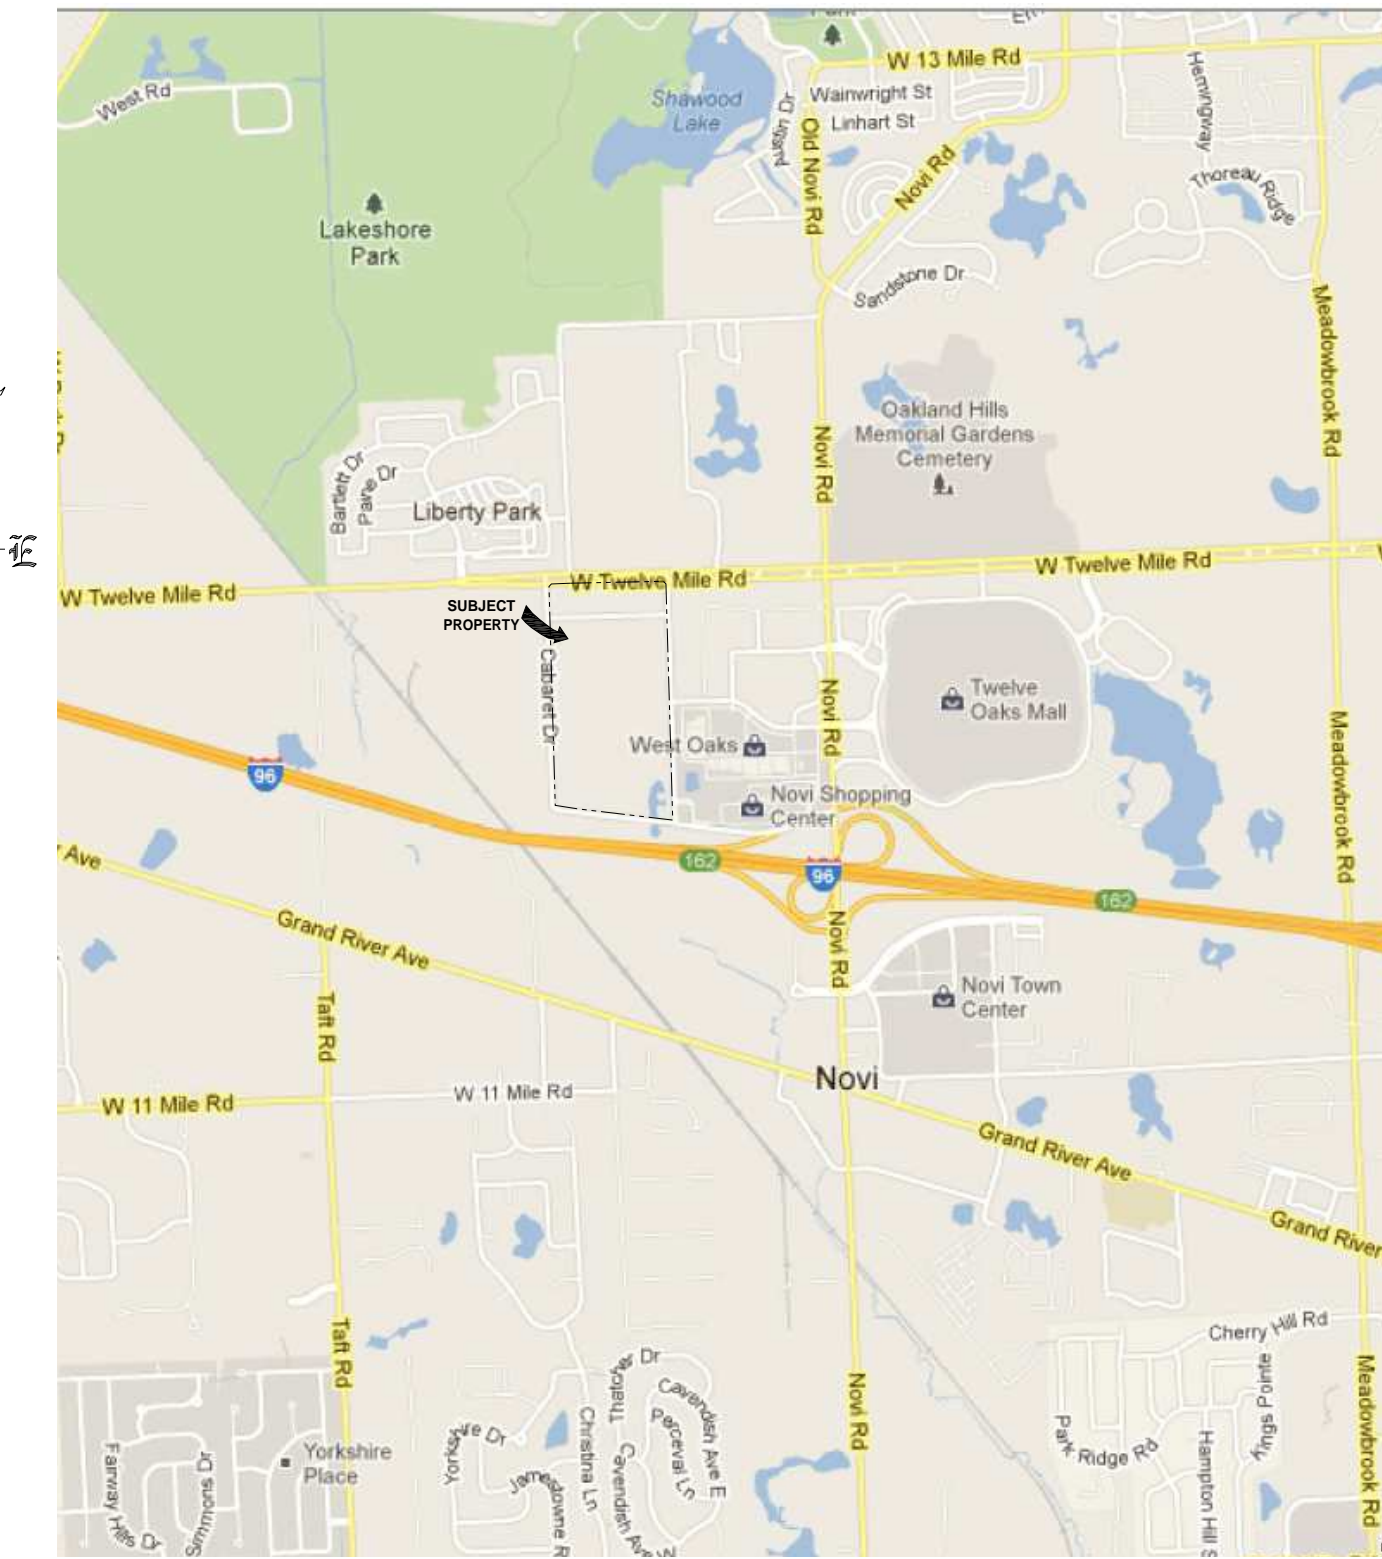 W 13 Mile Rd
West Rd
Shawood
Lake
Wainwright St
Linhart St
Old Novi Rd
Novi Rd
Hemingway
Thoreau Ridge
Lakeshore
Park
Sandstone Dr
Meadowbrook Rd
Oakland Hills
Memorial Gardens
Cemetery
Novi Rd
Bartlett Dr
Paine Dr
Liberty Park
E
W Twelve Mile Rd
W Twelve Mile Rd
W Twelve Mile Rd
SUBJECT
PROPERTY
Cabaret Dr
Novi Rd
Twelve
Oaks Mall
West Oaks
Meadowbrook Rd
96
Novi Shopping
Center
Ave
162
96
162
Grand River Ave
Novi Rd
Novi Town
Center
Taft Rd
Novi
W 11 Mile Rd
W 11 Mile Rd
Grand River Ave
Grand River
Cherry Hill Rd
Taft Rd
Thatcher Dr
Cavendish Ave E
Perceval Ln
Novi Rd
Kings Pointe
Meadowbrook Rd
Yorkshire Dr
Christina Ln
Cavendish Ave
Park Ridge Rd
Hampton Hill S
Yorkshire
Place
Fairway Hills Dr
Simmons Dr
Jamestowne R